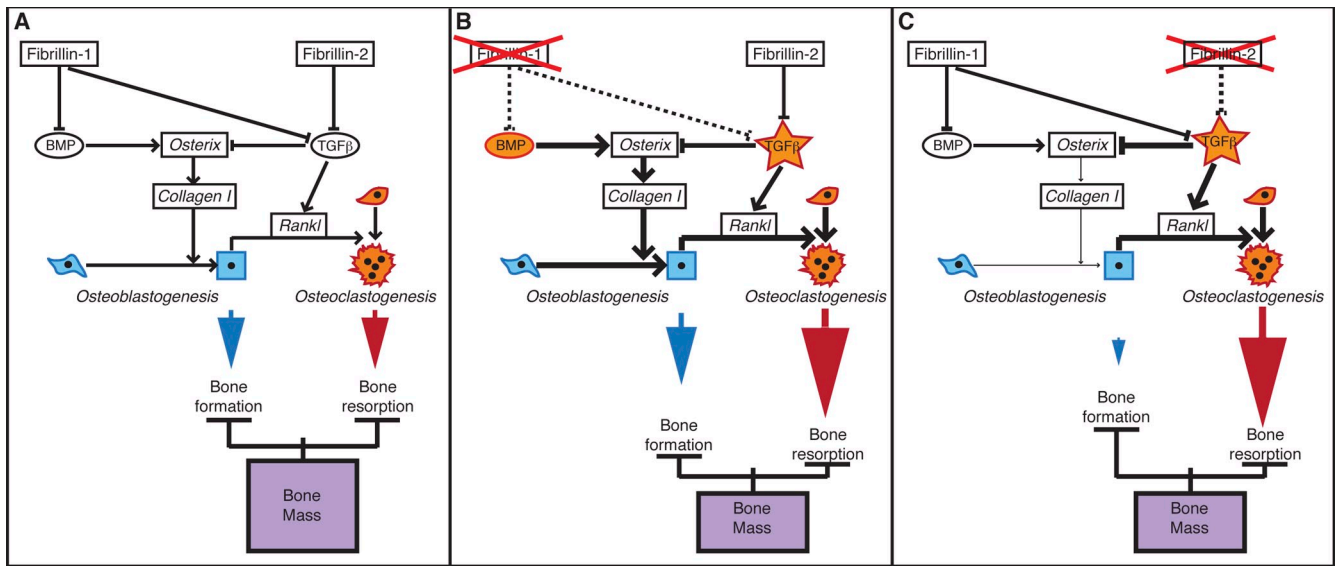 A
Fibrillin-1
Fibrillin-2
BMP
Osterix
TGFβ
Collagen I
Rankl
Osteoblastogenesis
Osteoclastogenesis
Bone
formation
Bone
resorption
Bone
Mass
B
Fibrillin-1
Fibrillin-2
BMP
Osterix
TGFβ
Collagen I
Rankl
Osteoblastogenesis
Osteoclastogenesis
Bone
formation
Bone
resorption
Bone
Mass
C
Fibrillin-1
Fibrillin-2
BMP
Osterix
TGFβ
Collagen I
Rankl
Osteoblastogenesis
Osteoclastogenesis
Bone
formation
Bone
resorption
Bone
Mass